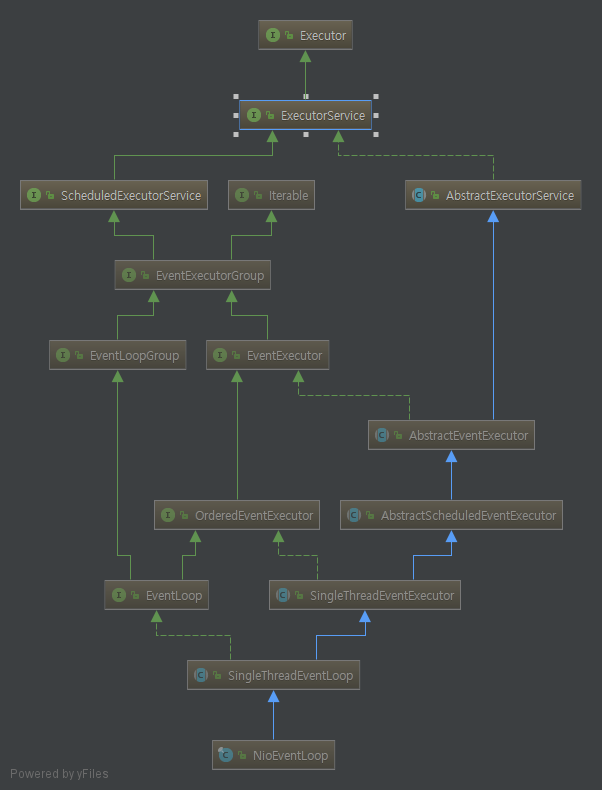 Executor
ExecutorService
ScheduledExecutorService
Iterable
AbstractExecutorService
EventExecutorGroup
EventLoopGroup
EventExecutor
AbstractEventExecutor
OrderedEventExecutor
AbstractScheduledEventExecutor
EventLoop
SingleThreadEventExecutor
SingleThreadEventLoop
NioEventLoop
Powered by yFiles